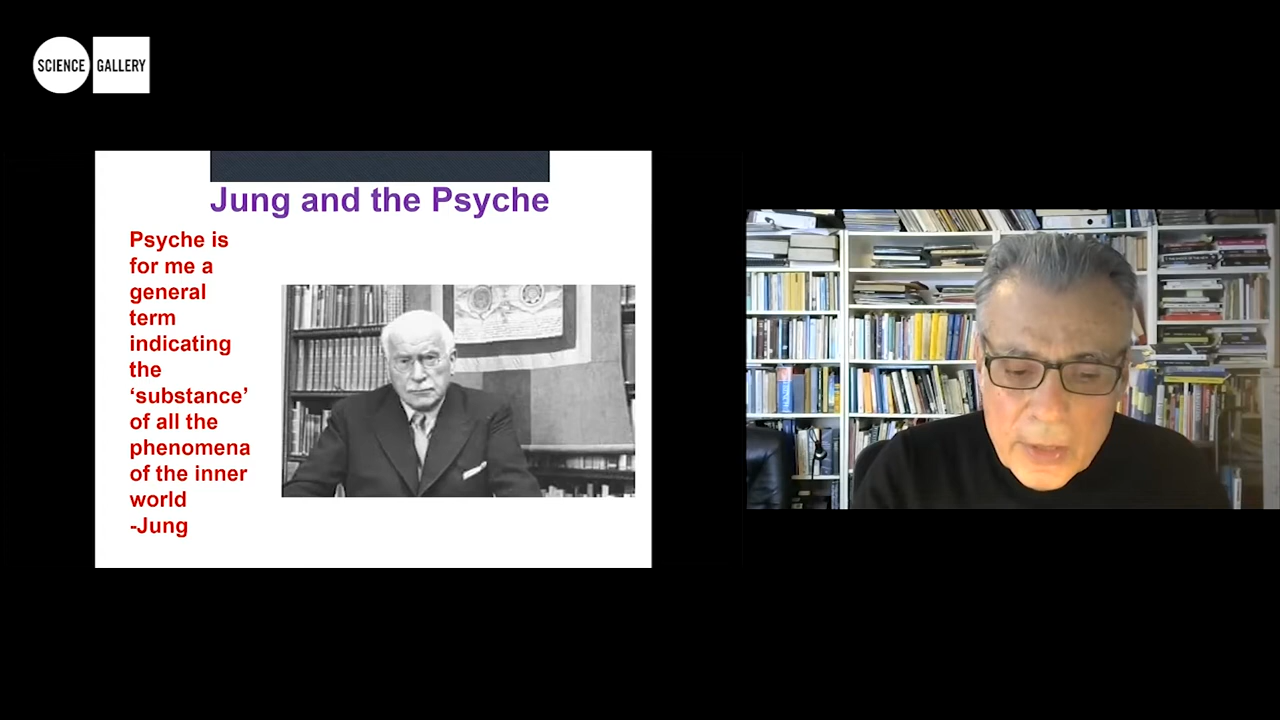 SCIENCE GALLERY
Jung and the Psyche
Psyche is
for me a
general
term
indicating
the
‘substance’
of all the
phenomena
of the inner
world
-Jung